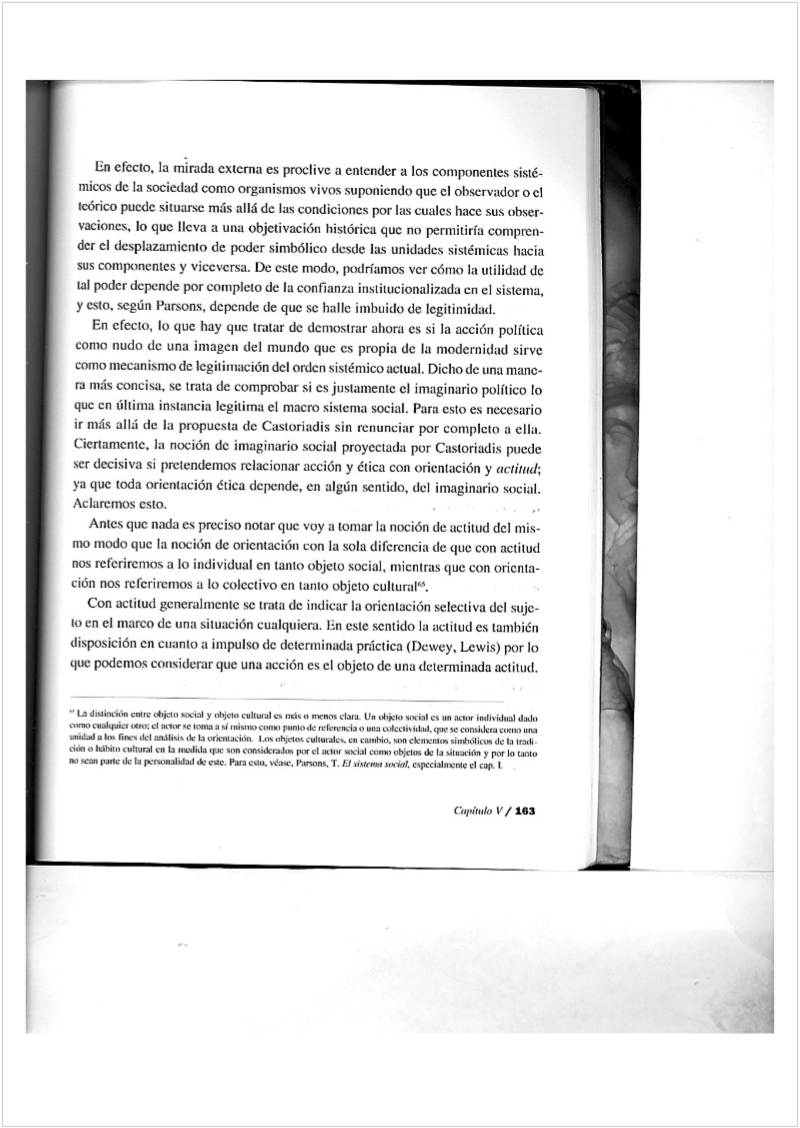 En efecto, la mirada externa es proclive a entender a los componentes sisté-
micos de la sociedad como organismos vivos suponiendo que el observador o el
teórico puede situarse más allá de las condiciones por las cuales hace sus obser-
vaciones, lo que lleva a una objetivación histórica que no permitiría compren-
der el desplazamiento de poder simbólico desde las unidades sistémicas hacia
sus componentes y viceversa. De este modo, podríamos ver cómo la utilidad de
tal poder depende por completo de la confianza institucionalizada en el sistema,
y esto, según Parsons, depende de que se halle imbuido de legitimidad.
En efecto, lo que hay que tratar de demostrar ahora es si la acción política
como nudo de una imagen del mundo que es propia de la modernidad sirve
como mecanismo de legitimación del orden sistémico actual. Dicho de una mane-
ra más concisa, se trata de comprobar si es justamente el imaginario político lo
que en última instancia legitima el macro sistema social. Para esto es necesario
ir más allá de la propuesta de Castoriadis sin renunciar por completo a ella.
Ciertamente, la noción de imaginario social proyectada por Castoriadis puede
ser decisiva si pretendemos relacionar acción y ética con orientación y actitud;
ya que toda orientación ética depende, en algún sentido, del imaginario social.
Aclaremos esto.
Antes que nada es preciso notar que voy a tomar la noción de actitud del mis-
mo modo que la noción de orientación con la sola diferencia de que con actitud
nos referiremos a lo individual en tanto objeto social, mientras que con orienta-
ción nos referiremos a lo colectivo en tanto objeto cultural⁶⁵.
Con actitud generalmente se trata de indicar la orientación selectiva del suje-
to en el marco de una situación cualquiera. En este sentido la actitud es también
disposición en cuanto a impulso de determinada práctica (Dewey, Lewis) por lo
que podemos considerar que una acción es el objeto de una determinada actitud.
La distinción entre objeto social y objeto cultural es más o menos clara. Un objeto social es un actor individual dado
como cualquier otro; el actor se toma a sí mismo como punto de referencia o una colectividad, que se considera como una
unidad a los fines del análisis de la orientación. Los objetos culturales, en cambio, son elementos simbólicos de la tradi-
ción o hábito cultural en la medida que son considerados por el actor social como objetos de la situación y por lo tanto
no sean parte de la personalidad de este. Para esto, véase, Parsons, T. El sistema social, especialmente el cap. I.
Capítulo V / 163